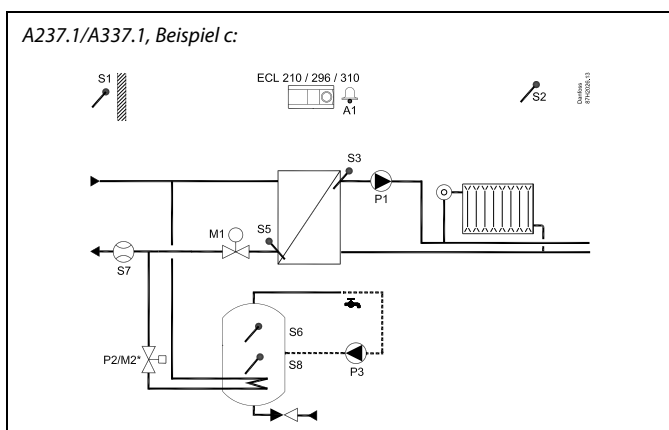 A237.1/A337.1, Beispiel c:
S1
ECL 210 / 296 / 310
A1
S2
Danfoss
87H2026.13
S3
P1
M1
S5
S7
P2/M2*
S6
S8
P3